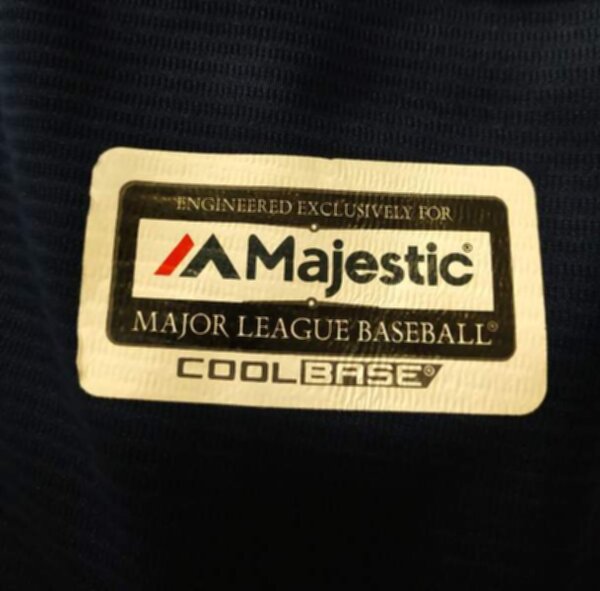 ENGINEERED EXCLUSIVELY FOR
Majestic®
MAJOR LEAGUE BASEBALL®
COOLBASE®